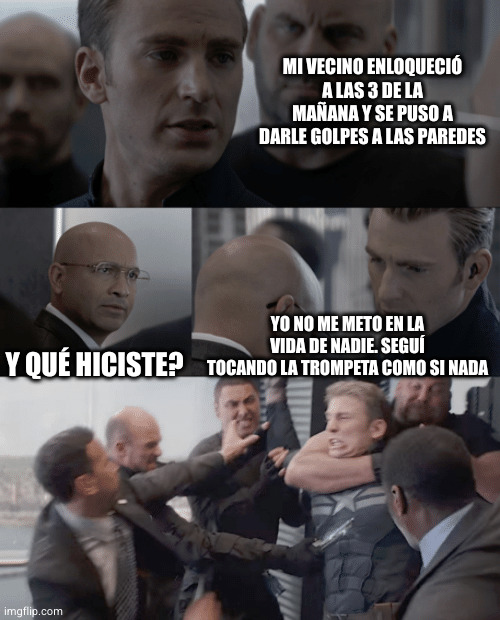 MI VECINO ENLOQUECIÓ
A LAS 3 DE LA
MAÑANA Y SE PUSO A
DARLE GOLPES A LAS PAREDES
Y QUÉ HICISTE?
YO NO ME METO EN LA
VIDA DE NADIE. SEGUÍ
TOCANDO LA TROMPETA COMO SI NADA
imgflip.com